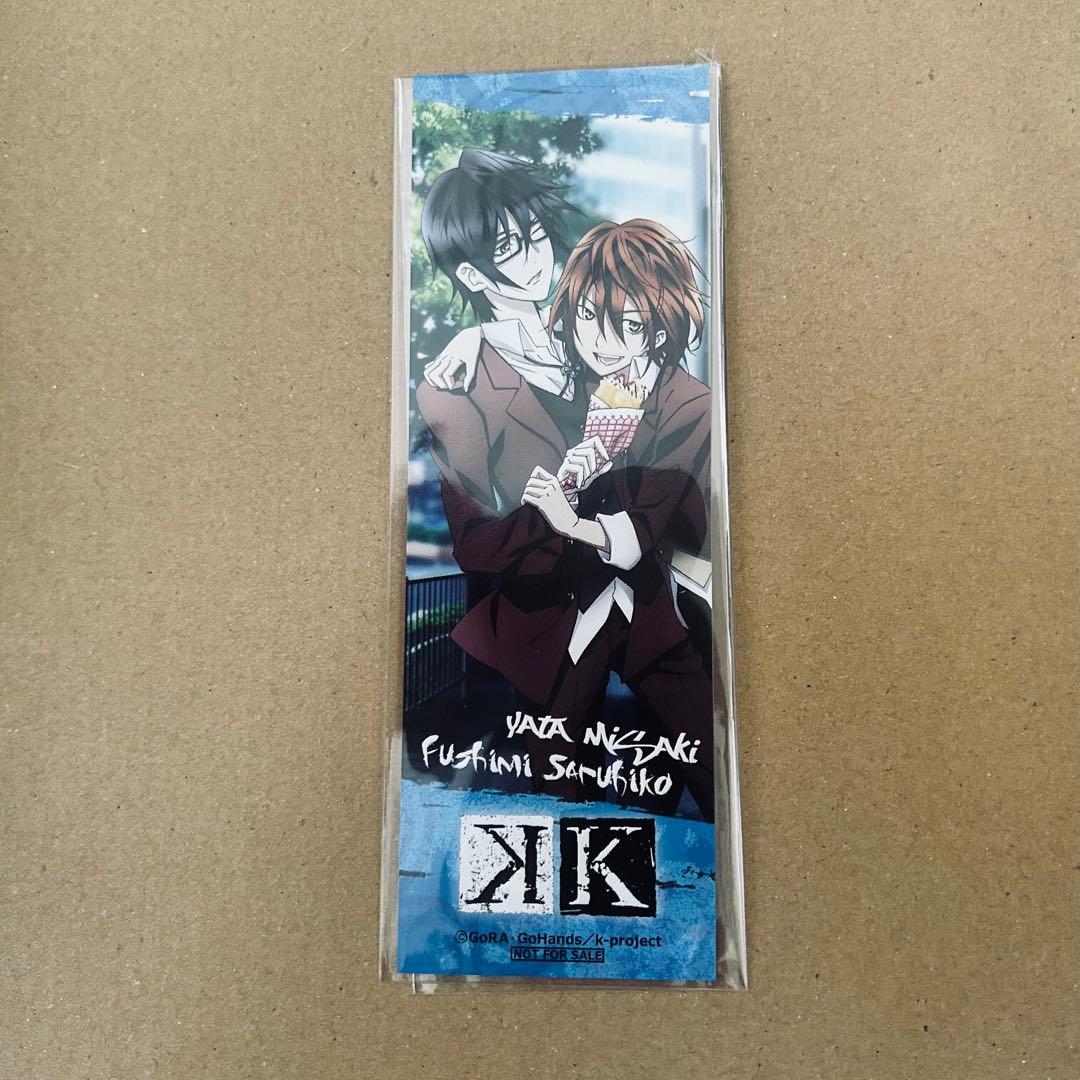 YATA MiSAKi
Fushimi Saruhiko
K K
©GoRA・GoHands/k-project
NOT FOR SALE